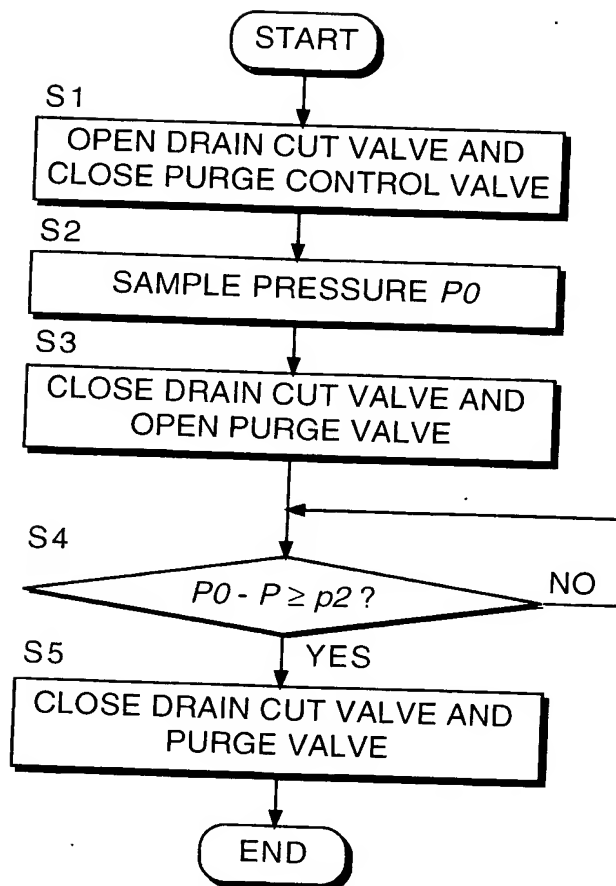 START
S1
OPEN DRAIN CUT VALVE AND
CLOSE PURGE CONTROL VALVE
S2
SAMPLE PRESSURE P0
S3
CLOSE DRAIN CUT VALVE AND
OPEN PURGE VALVE
S4
P0 - P ≥ p2 ?
NO
YES
S5
CLOSE DRAIN CUT VALVE AND
PURGE VALVE
END